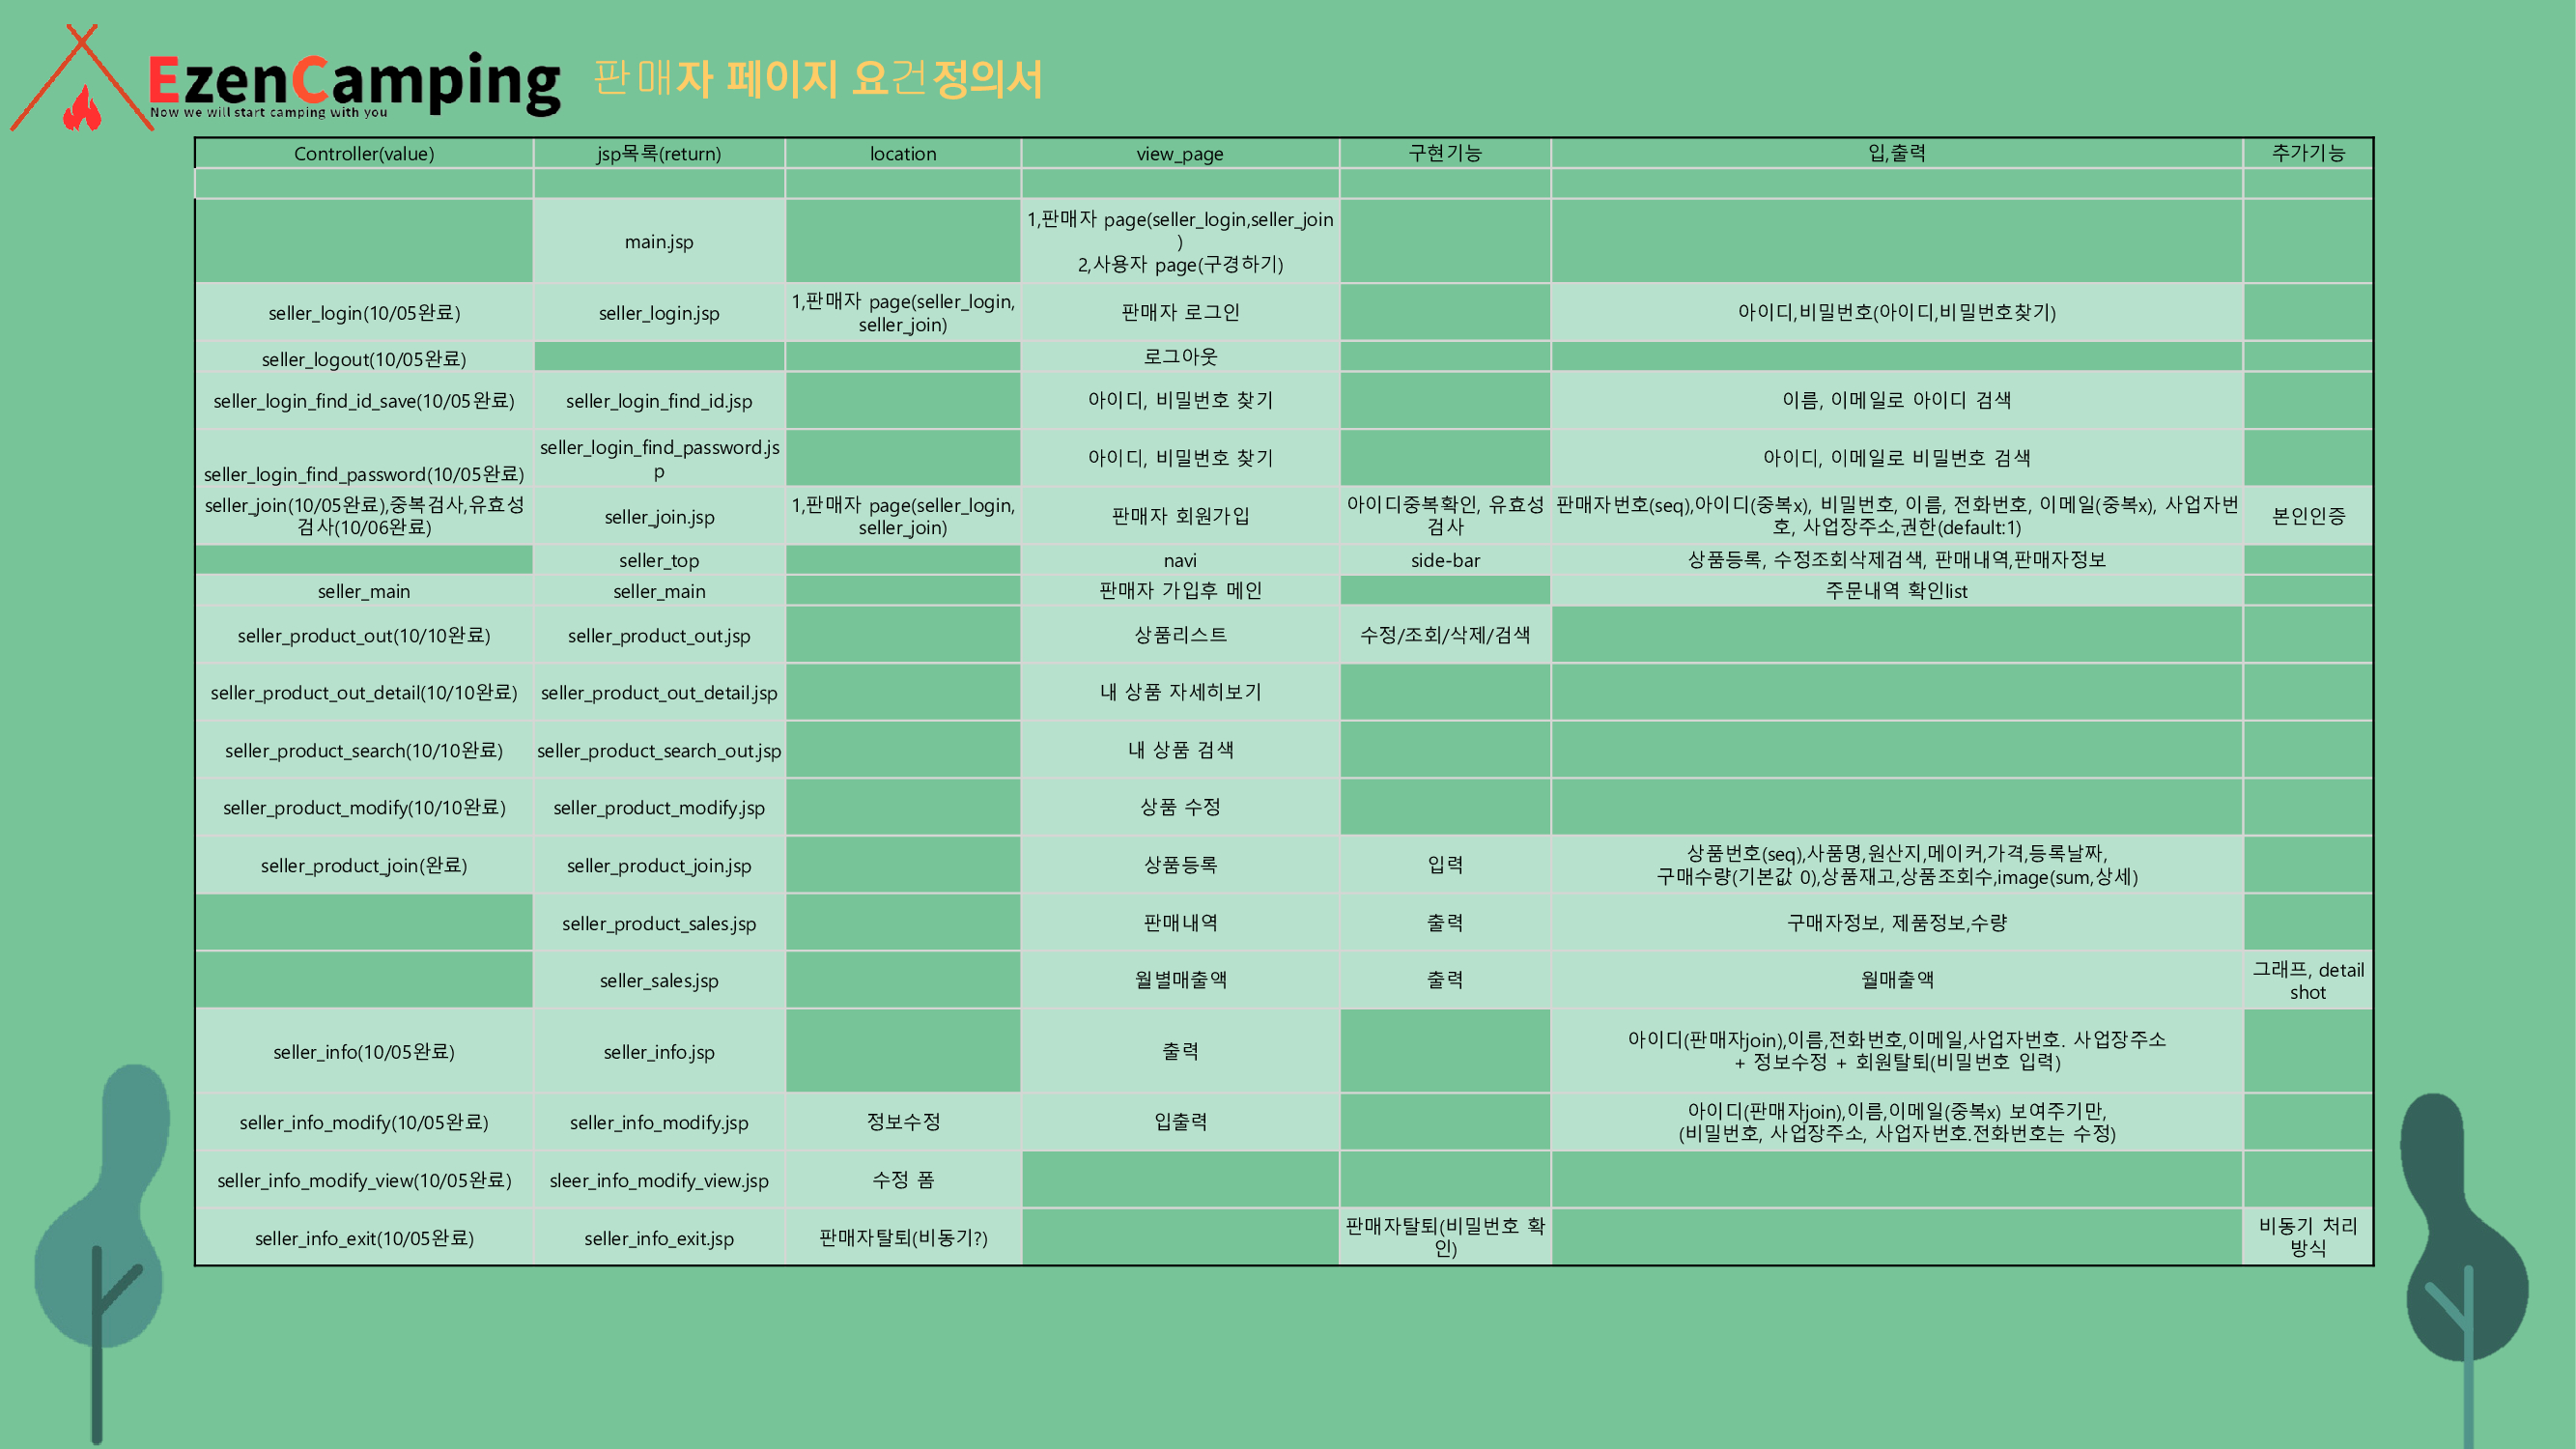 EzenCamping
Now we will start camping with you
판매자 페이지 요건정의서
Controller(value) jsp목록(return) location view_page 구현기능 입,출력 추가기능
main.jsp
1,판매자 page(seller_login,seller_join
)
2,사용자 page(구경하기)
seller_login(10/05완료)
seller_login.jsp
1,판매자 page(seller_login,
seller_join)
판매자 로그인
아이디,비밀번호(아이디,비밀번호찾기)
seller_logout(10/05완료)
로그아웃
seller_login_find_id_save(10/05완료)
seller_login_find_id.jsp
아이디, 비밀번호 찾기
이름, 이메일로 아이디 검색
seller_login_find_password(10/05완료)
seller_login_find_password.js
p
아이디, 비밀번호 찾기
아이디, 이메일로 비밀번호 검색
seller_join(10/05완료),중복검사,유효성
검사(10/06완료)
seller_join.jsp
1,판매자 page(seller_login,
seller_join)
판매자 회원가입
아이디중복확인, 유효성
검사
판매자번호(seq),아이디(중복x), 비밀번호, 이름, 전화번호, 이메일(중복x), 사업자번
호, 사업장주소,권한(default:1)
본인인증
seller_top
navi
side-bar
상품등록, 수정조회삭제검색, 판매내역,판매자정보
seller_main
seller_main
판매자 가입후 메인
주문내역 확인list
seller_product_out(10/10완료)
seller_product_out.jsp
상품리스트
수정/조회/삭제/검색
seller_product_out_detail(10/10완료)
seller_product_out_detail.jsp
내 상품 자세히보기
seller_product_search(10/10완료)
seller_product_search_out.jsp
내 상품 검색
seller_product_modify(10/10완료)
seller_product_modify.jsp
상품 수정
seller_product_join(완료)
seller_product_join.jsp
상품등록
입력
상품번호(seq),사품명,원산지,메이커,가격,등록날짜,
구매수량(기본값 0),상품재고,상품조회수,image(sum,상세)
seller_product_sales.jsp
판매내역
출력
구매자정보, 제품정보,수량
seller_sales.jsp
월별매출액
출력
월매출액
그래프, detail
shot
seller_info(10/05완료)
seller_info.jsp
출력
아이디(판매자join),이름,전화번호,이메일,사업자번호. 사업장주소
+ 정보수정 + 회원탈퇴(비밀번호 입력)
seller_info_modify(10/05완료)
seller_info_modify.jsp
정보수정
입출력
아이디(판매자join),이름,이메일(중복x) 보여주기만,
(비밀번호, 사업장주소, 사업자번호.전화번호는 수정)
seller_info_modify_view(10/05완료)
sleer_info_modify_view.jsp
수정 폼
seller_info_exit(10/05완료)
seller_info_exit.jsp
판매자탈퇴(비동기?)
판매자탈퇴(비밀번호 확
인)
비동기 처리
방식